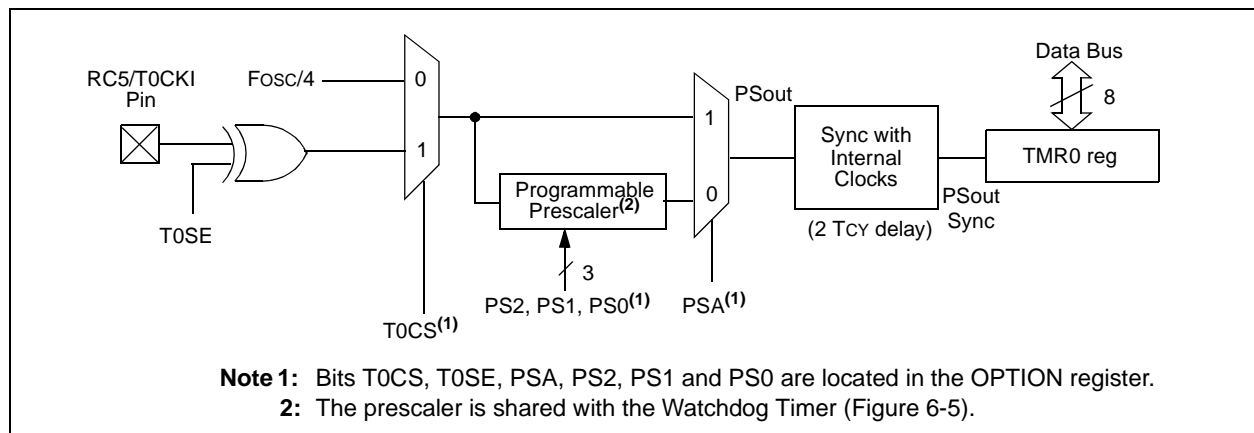 Data Bus
RC5/T0CKI
Pin
FOSC/4
0
1
T0SE
T0CS(1)
Programmable
Prescaler(2)
3
PS2, PS1, PS0(1)
1
0
PSA(1)
PSout
Sync with
Internal
Clocks
(2 TCY delay)
PSout
Sync
8
TMR0 reg
Note 1: Bits T0CS, T0SE, PSA, PS2, PS1 and PS0 are located in the OPTION register.
2: The prescaler is shared with the Watchdog Timer (Figure 6-5).